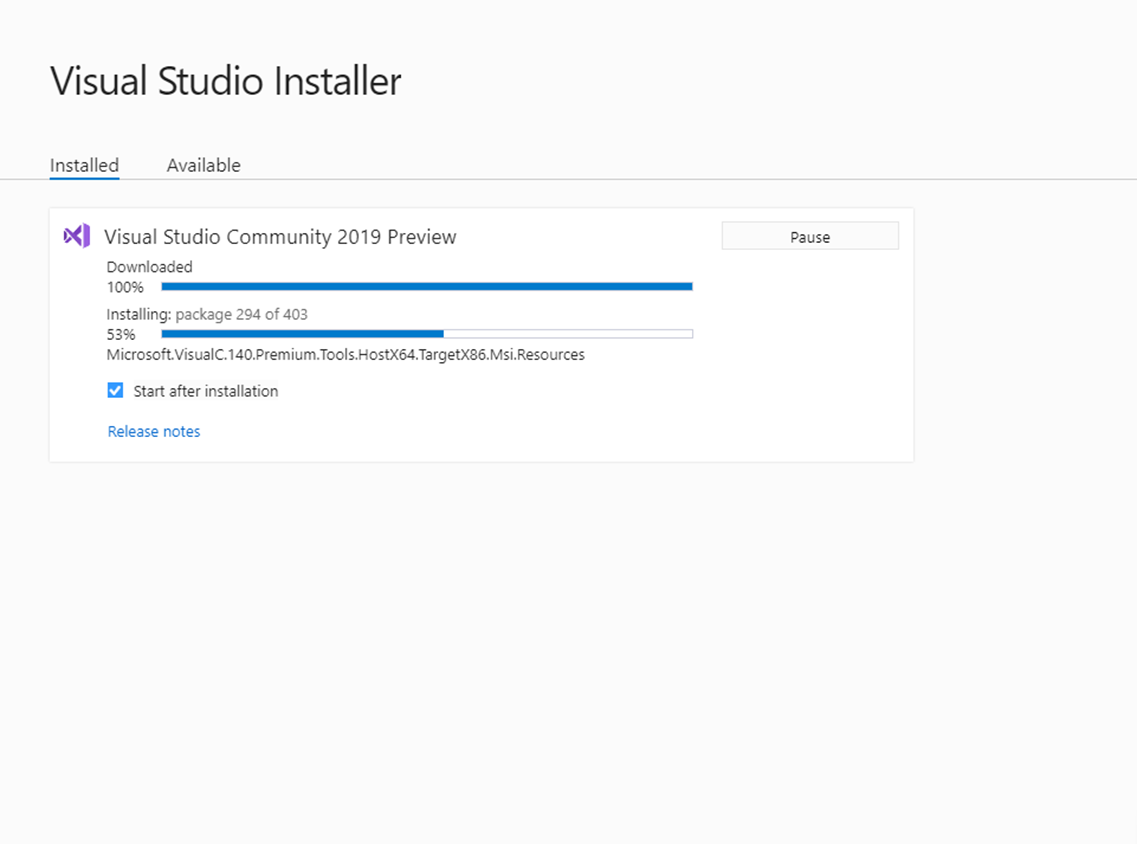 Visual Studio Installer
Installed Available
Visual Studio Community 2019 Preview Pause
Downloaded
100%
Installing: package 294 of 403
53%
Microsoft.VisualC.140.Premium.Tools.HostX64.TargetX86.Msi.Resources
Start after installation
Release notes